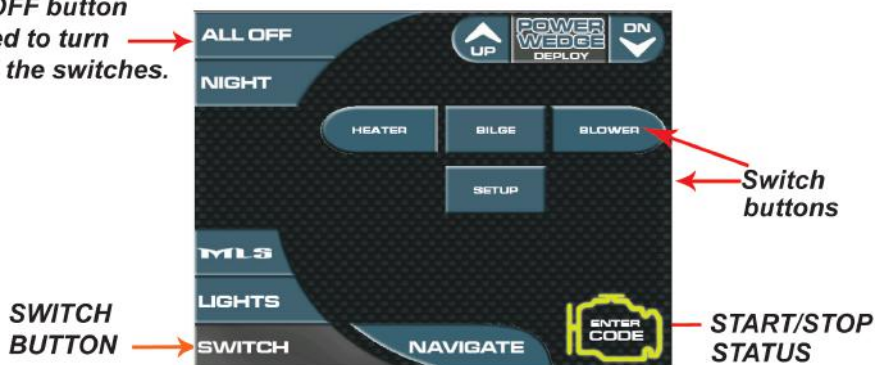 OFF button
ed to turn
the switches.
ALL OFF
NIGHT
UP
POWER
WEDGE
DEPLOY
DN
HEATER
BILGE
BLOWER
SETUP
Switch
buttons
MLS
LIGHTS
SWITCH
SWITCH
BUTTON
NAVIGATE
ENTER
CODE
START/STOP
STATUS